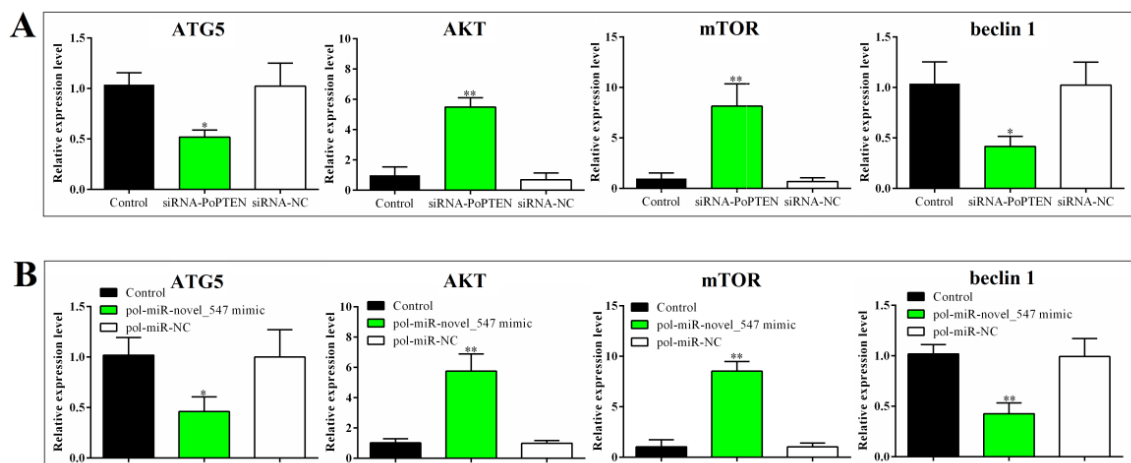 A
ATG5
Relative expression level
1.5
1.0
0.5
0.0
*
Control
siRNA-PoPTEN
siRNA-NC
AKT
Relative expression level
10
8
6
4
2
0
**
Control
siRNA-PoPTEN
siRNA-NC
mTOR
Relative expression level
15
10
5
0
**
Control
siRNA-PoPTEN
siRNA-NC
beclin 1
Relative expression level
1.5
1.0
0.5
0.0
*
Control
siRNA-PoPTEN
siRNA-NC
B
ATG5
Relative expression level
1.5
1.0
0.5
0.0
Control
pol-miR-novel_547 mimic
pol-miR-NC
*
AKT
Relative expression level
10
8
6
4
2
0
Control
pol-miR-novel_547 mimic
pol-miR-NC
**
mTOR
Relative expression level
15
10
5
0
Control
pol-miR-novel_547 mimic
pol-miR-NC
**
beclin 1
Relative expression level
1.5
1.0
0.5
0.0
Control
pol-miR-novel_547 mimic
pol-miR-NC
**